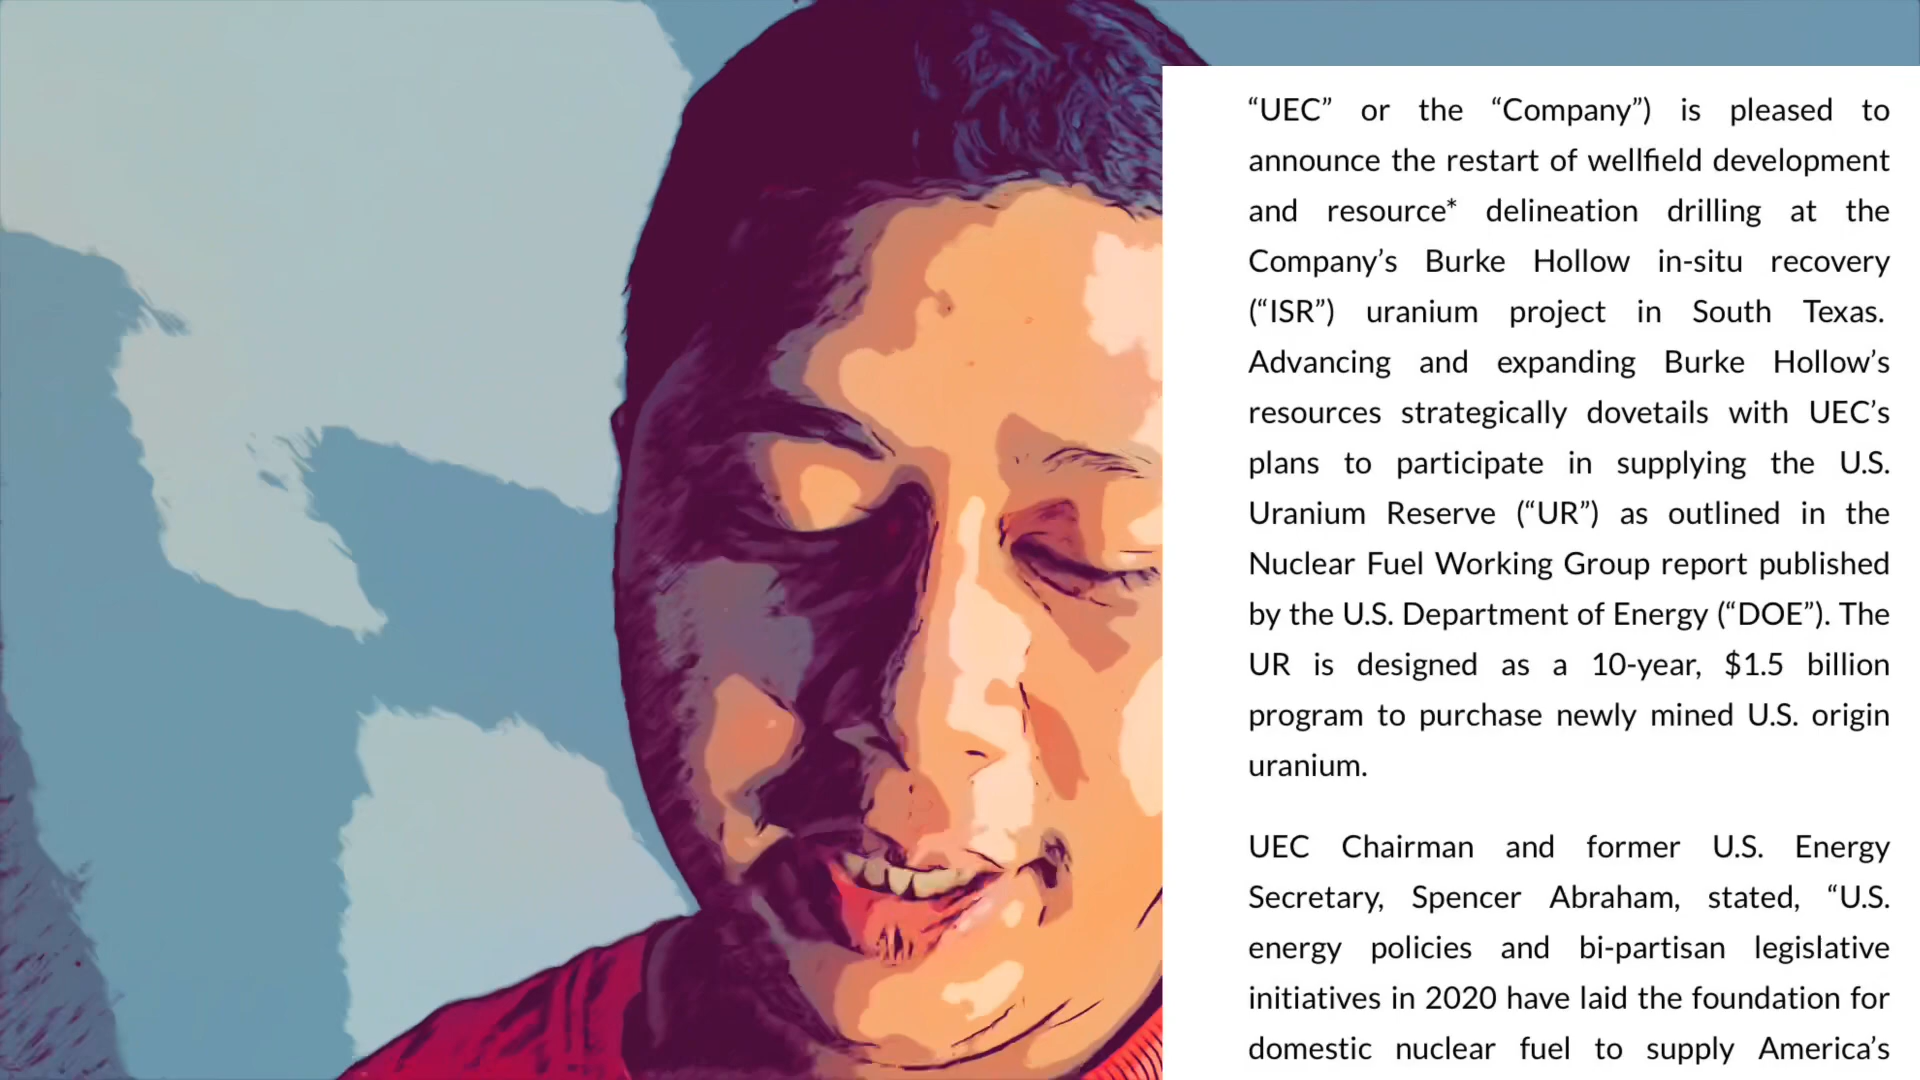 “UEC” or the “Company”) is pleased to
announce the restart of wellfield development
and resource* delineation drilling at the
Company’s Burke Hollow in-situ recovery
(“ISR”) uranium project in South Texas.
Advancing and expanding Burke Hollow’s
resources strategically dovetails with UEC’s
plans to participate in supplying the U.S.
Uranium Reserve (“UR”) as outlined in the
Nuclear Fuel Working Group report published
by the U.S. Department of Energy (“DOE”). The
UR is designed as a 10-year, $1.5 billion
program to purchase newly mined U.S. origin
uranium.
UEC Chairman and former U.S. Energy
Secretary, Spencer Abraham, stated, “U.S.
energy policies and bi-partisan legislative
initiatives in 2020 have laid the foundation for
domestic nuclear fuel to supply America’s